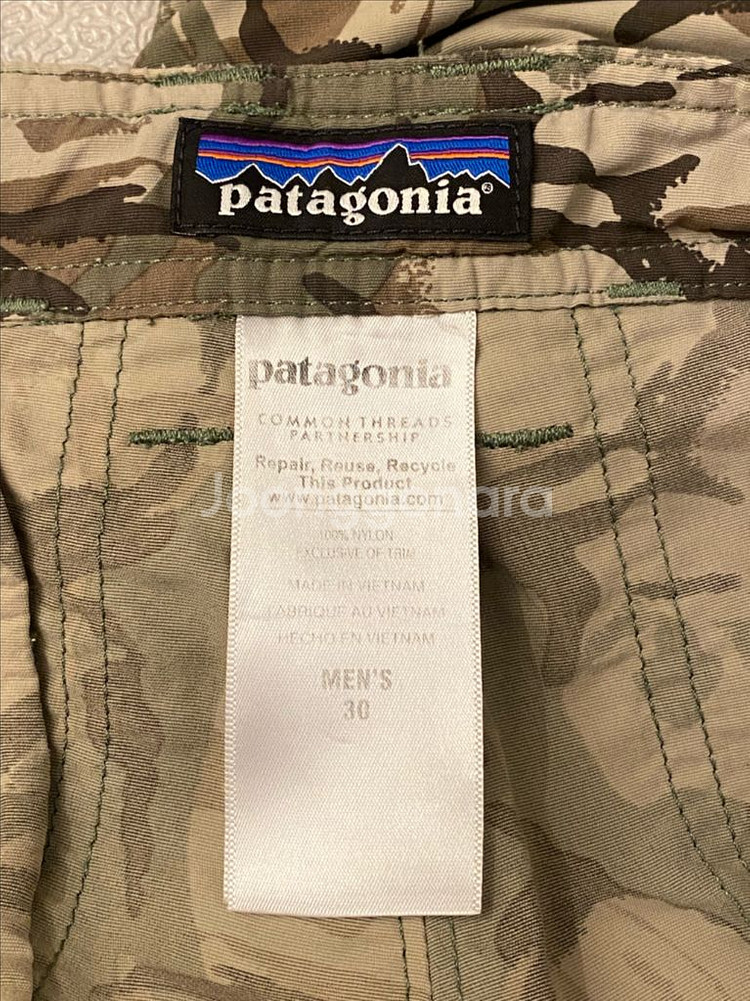 patagonia®
patagonia
COMMON THREADS
PARTNERSHIP
Repair, Reuse, Recycle
This Product
www.patagonia.com
100% NYLON
EXCLUSIVE OF TRIM
MADE IN VIETNAM
FABRIQUE AU VIETNAM
HECHO EN VIETNAM
MEN'S
30